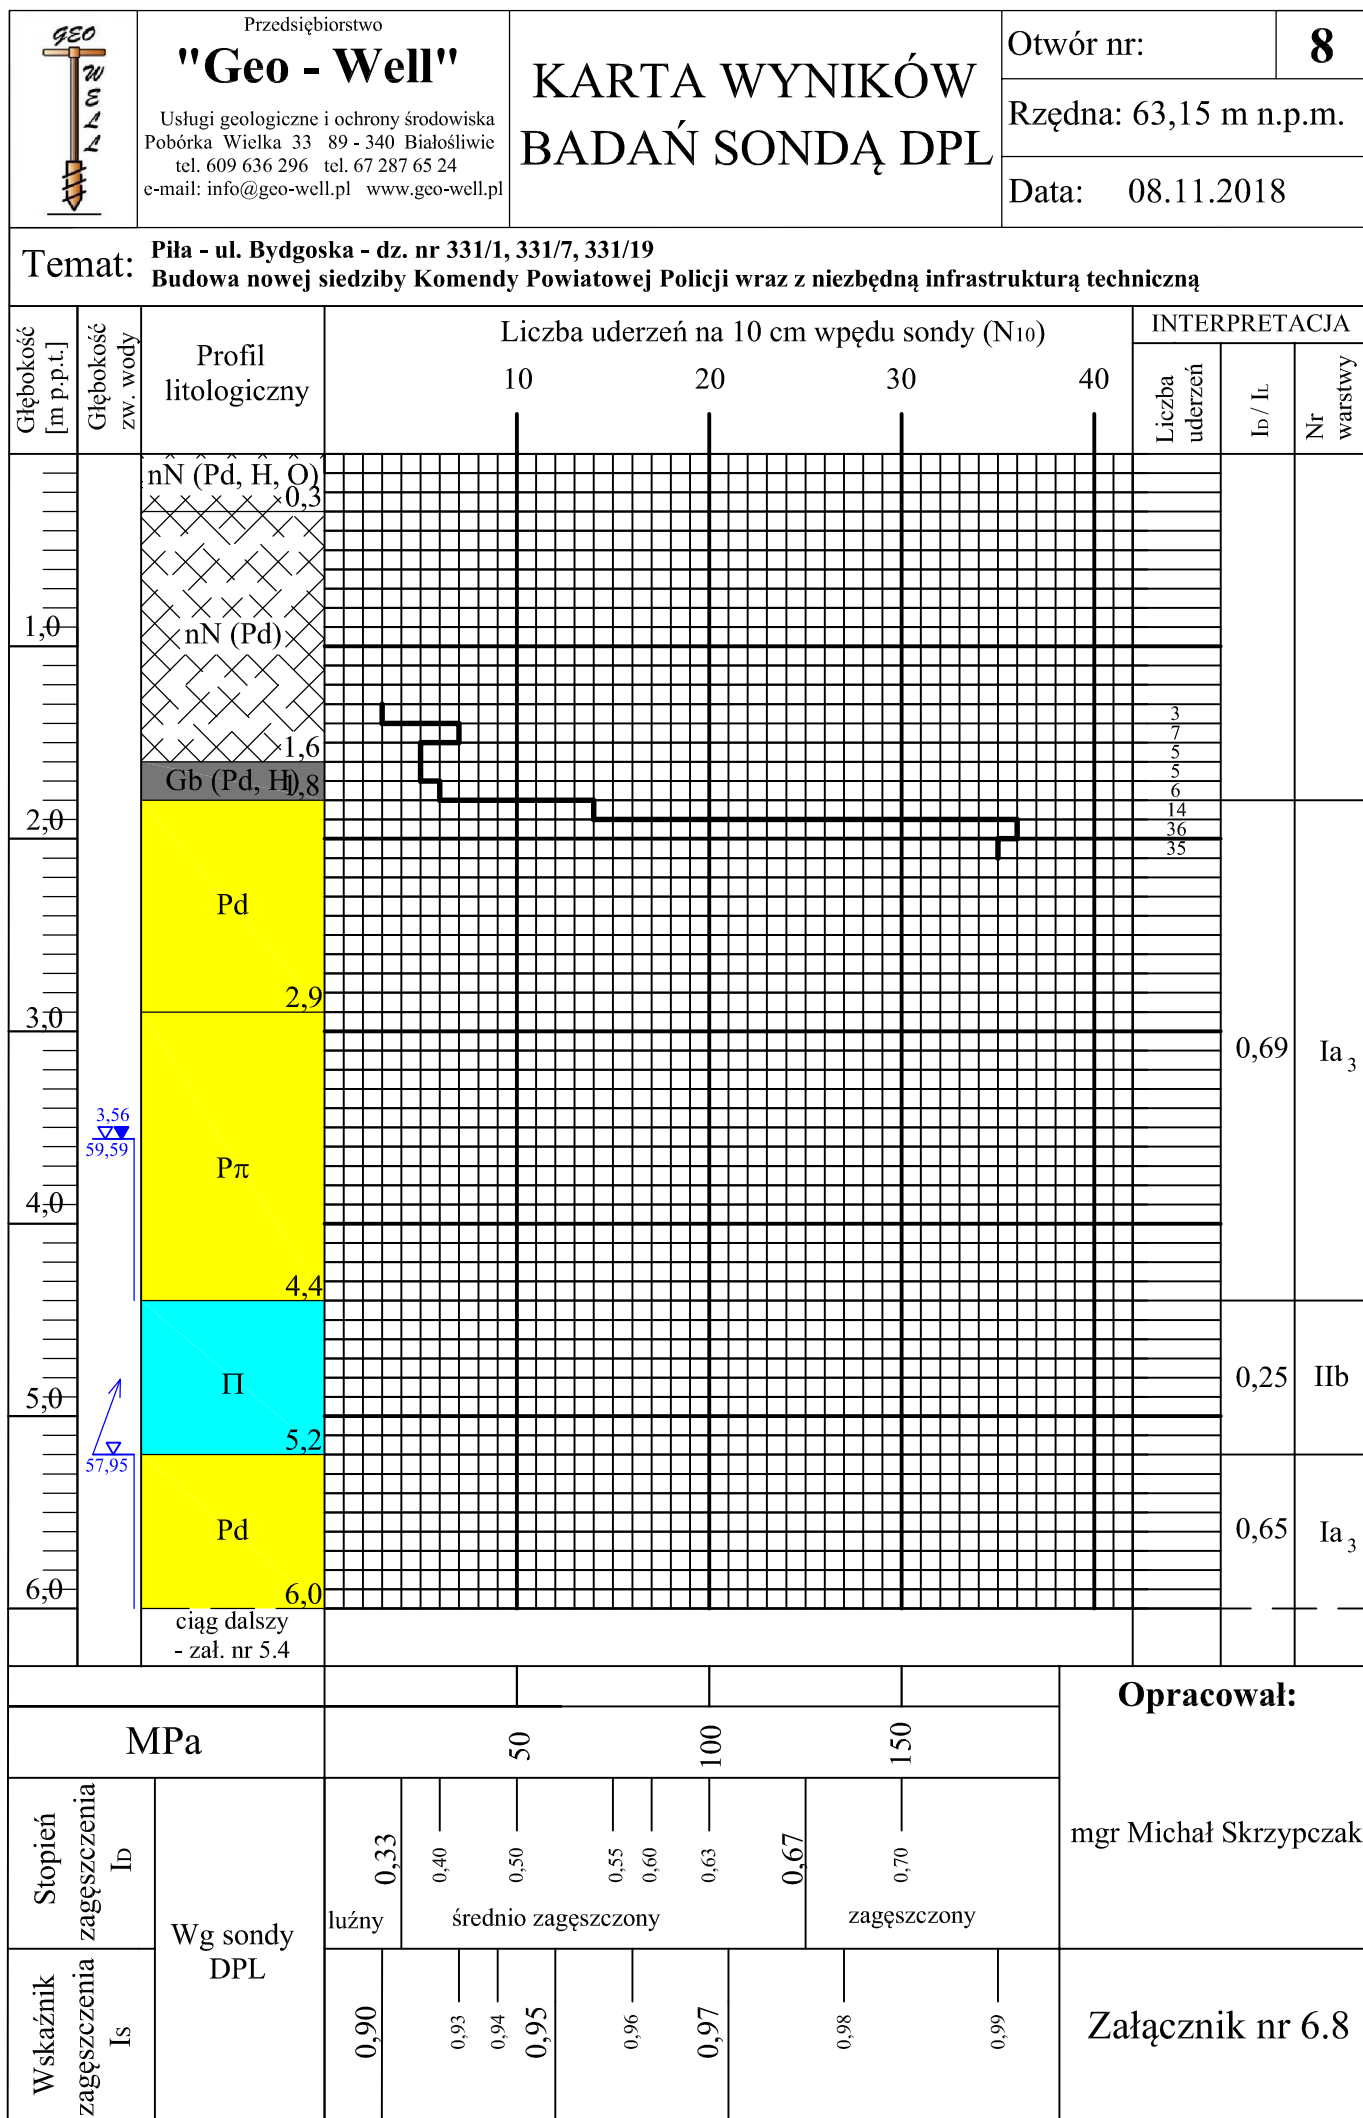 GEO
WELL
Przedsiębiorstwo
"Geo - Well"
Usługi geologiczne i ochrony środowiska
Pobórka Wielka 33 89 - 340 Białośliwie
tel. 609 636 296 tel. 67 287 65 24
e-mail: info@geo-well.pl www.geo-well.pl
KARTA WYNIKÓW
BADAŃ SONDĄ DPL
Otwór nr: 8
Rzędna: 63,15 m n.p.m.
Data: 08.11.2018
Temat:
Piła - ul. Bydgoska - dz. nr 331/1, 331/7, 331/19
Budowa nowej siedziby Komendy Powiatowej Policji wraz z niezbędną infrastrukturą techniczną
Głębokość
[m p.p.t.]
Głębokość
zw. wody
Profil
litologiczny
Liczba uderzeń na 10 cm wpędu sondy (N10)
10 20 30 40
INTERPRETACJA
Liczba
uderzeń
ID / IL
Nr
warstwy
nN (Pd, H, O)
0,3
1,0
nN (Pd)
3
7
1,6
5
5
Gb (Pd, H)
1,8
6
14
2,0
36
35
Pd
2,9
3,0
0,69
Ia3
3,56
59,59
Pπ
4,0
4,4
Π
5,0
0,25
IIb
5,2
57,95
Pd
0,65
Ia3
6,0
6,0
ciąg dalszy
- zał. nr 5.4
MPa
50 100 150
Opracował:
mgr Michał Skrzypczak
Stopień
zagęszczenia
ID
Wg sondy
DPL
0,33 0,40 0,50 0,55 0,60 0,63 0,67 0,70
luźny średnio zagęszczony zagęszczony
Wskaźnik
zagęszczenia
IS
0,90 0,93 0,94 0,95 0,96 0,97 0,98 0,99
Załącznik nr 6.8